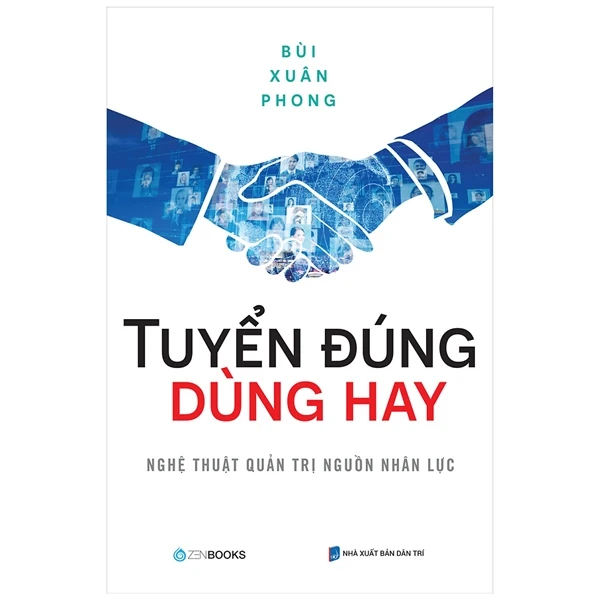 BÙI
XUÂN
PHONG
TUYỂN ĐÚNG
DÙNG HAY
NGHỆ THUẬT QUẢN TRỊ NGUỒN NHÂN LỰC
ZENBOOKS
NHÀ XUẤT BẢN DÂN TRÍ